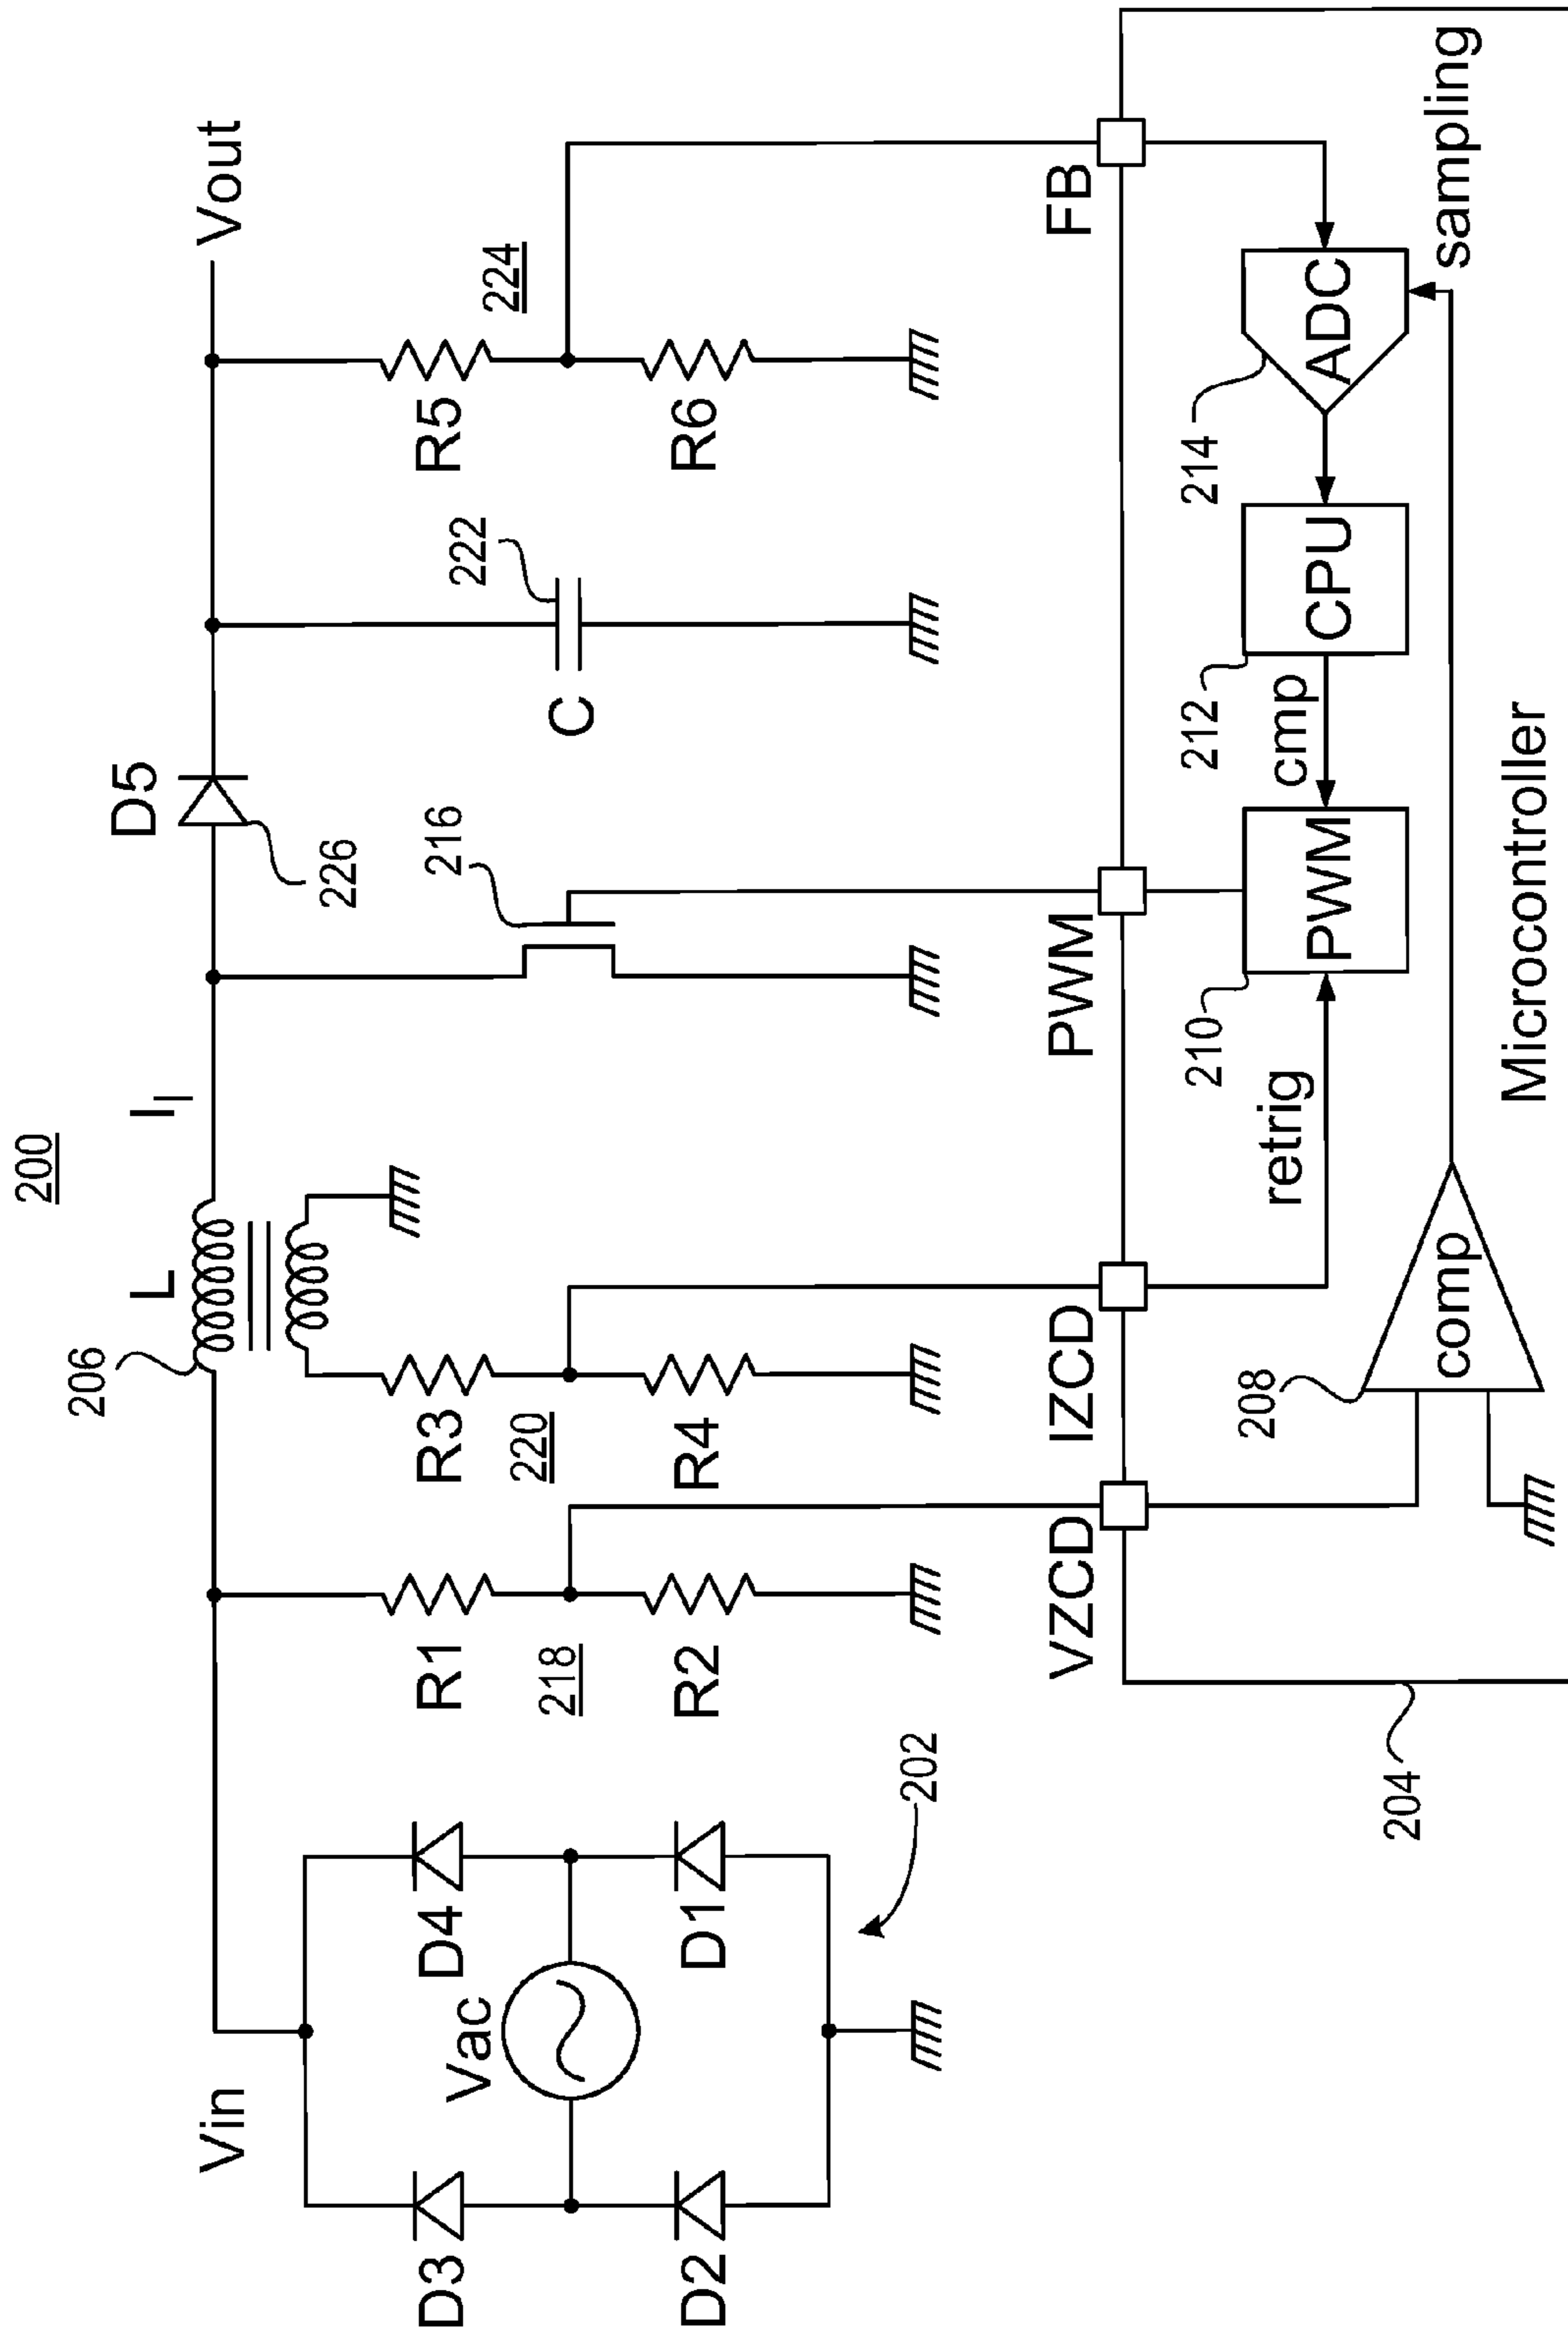 200
Vin
L
206
I_l
D5
226
Vout
D3
D4
Vac
D2
D1
202
R1
218
R2
R3
220
R4
216
C
222
R5
224
R6
VZCD
IZCD
PWM
FB
204
208
comp
retrig
210
PWM
cmp
212
CPU
214
ADC
sampling
Microcontroller